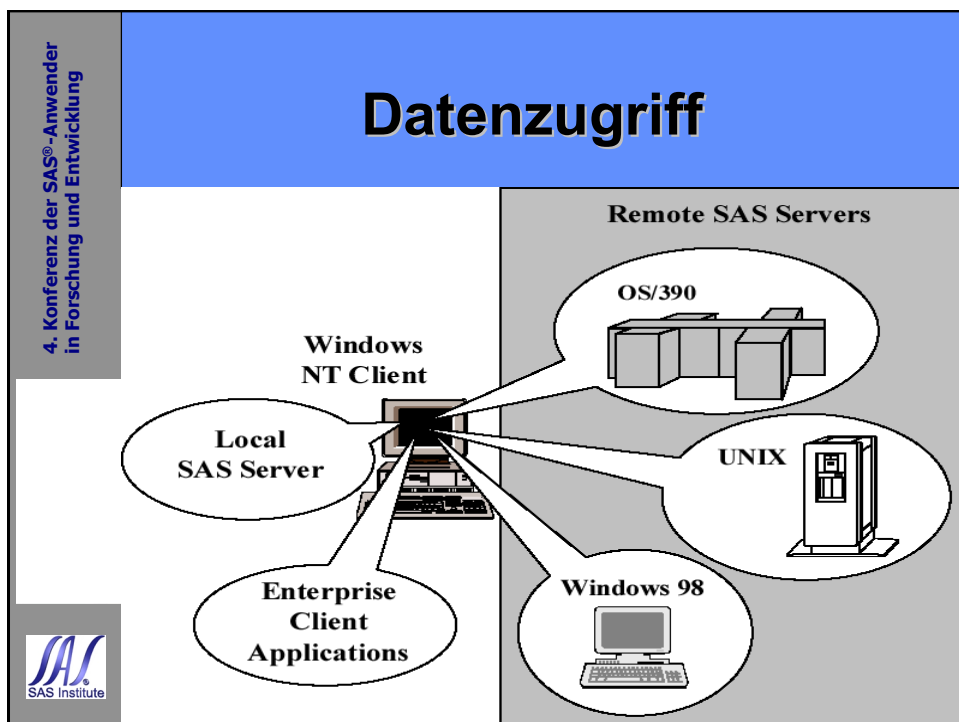 4. Konferenz der SAS®-Anwender
in Forschung und Entwicklung
Datenzugriff
Remote SAS Servers
OS/390
Windows
NT Client
Local
SAS Server
UNIX
Enterprise
Client
Applications
Windows 98
SAS
SAS Institute